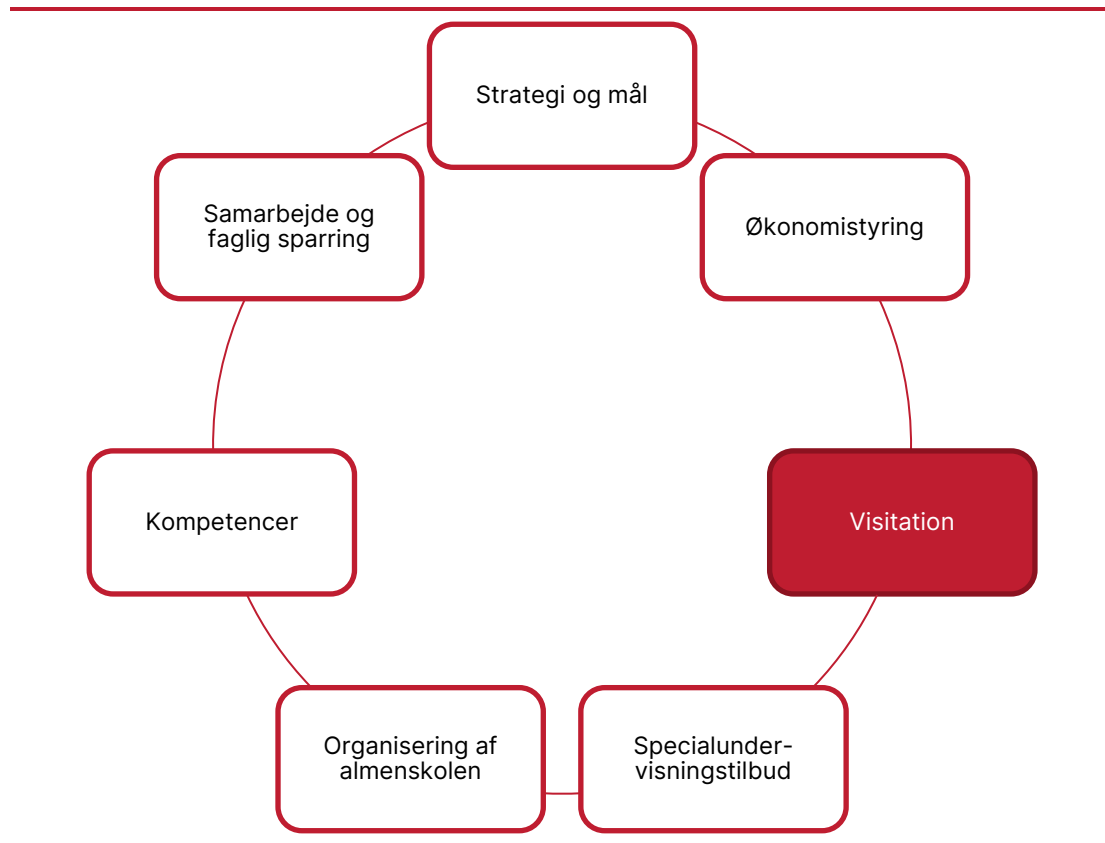 Strategi og mål
Økonomistyring
Visitation
Specialunder-
visningstilbud
Organisering af
almenskolen
Kompetencer
Samarbejde og
faglig sparring